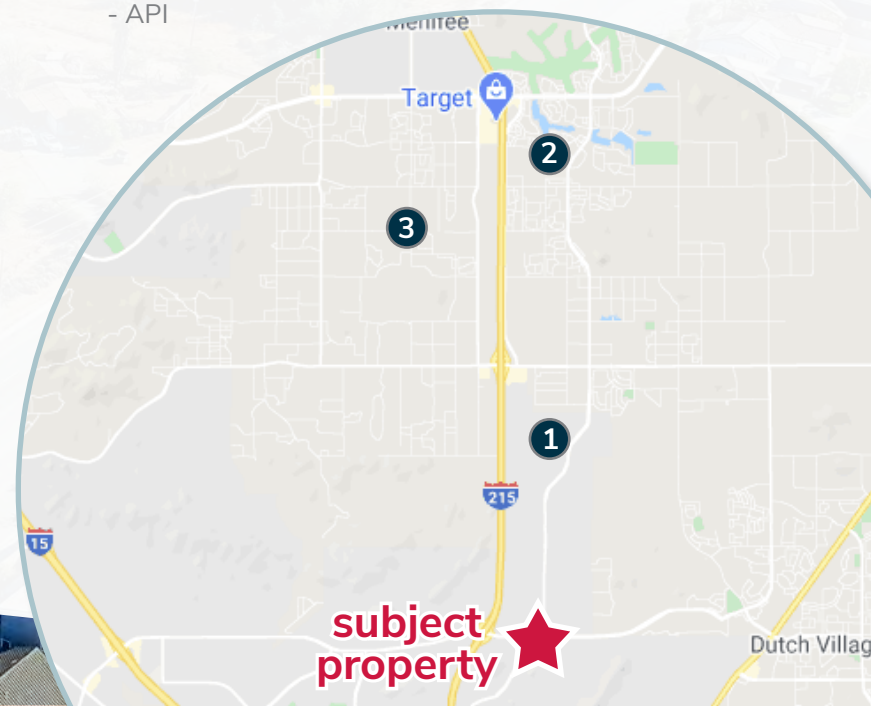 - API
Menifee
Target
2
3
1
215
15
subject
property
Dutch Villag